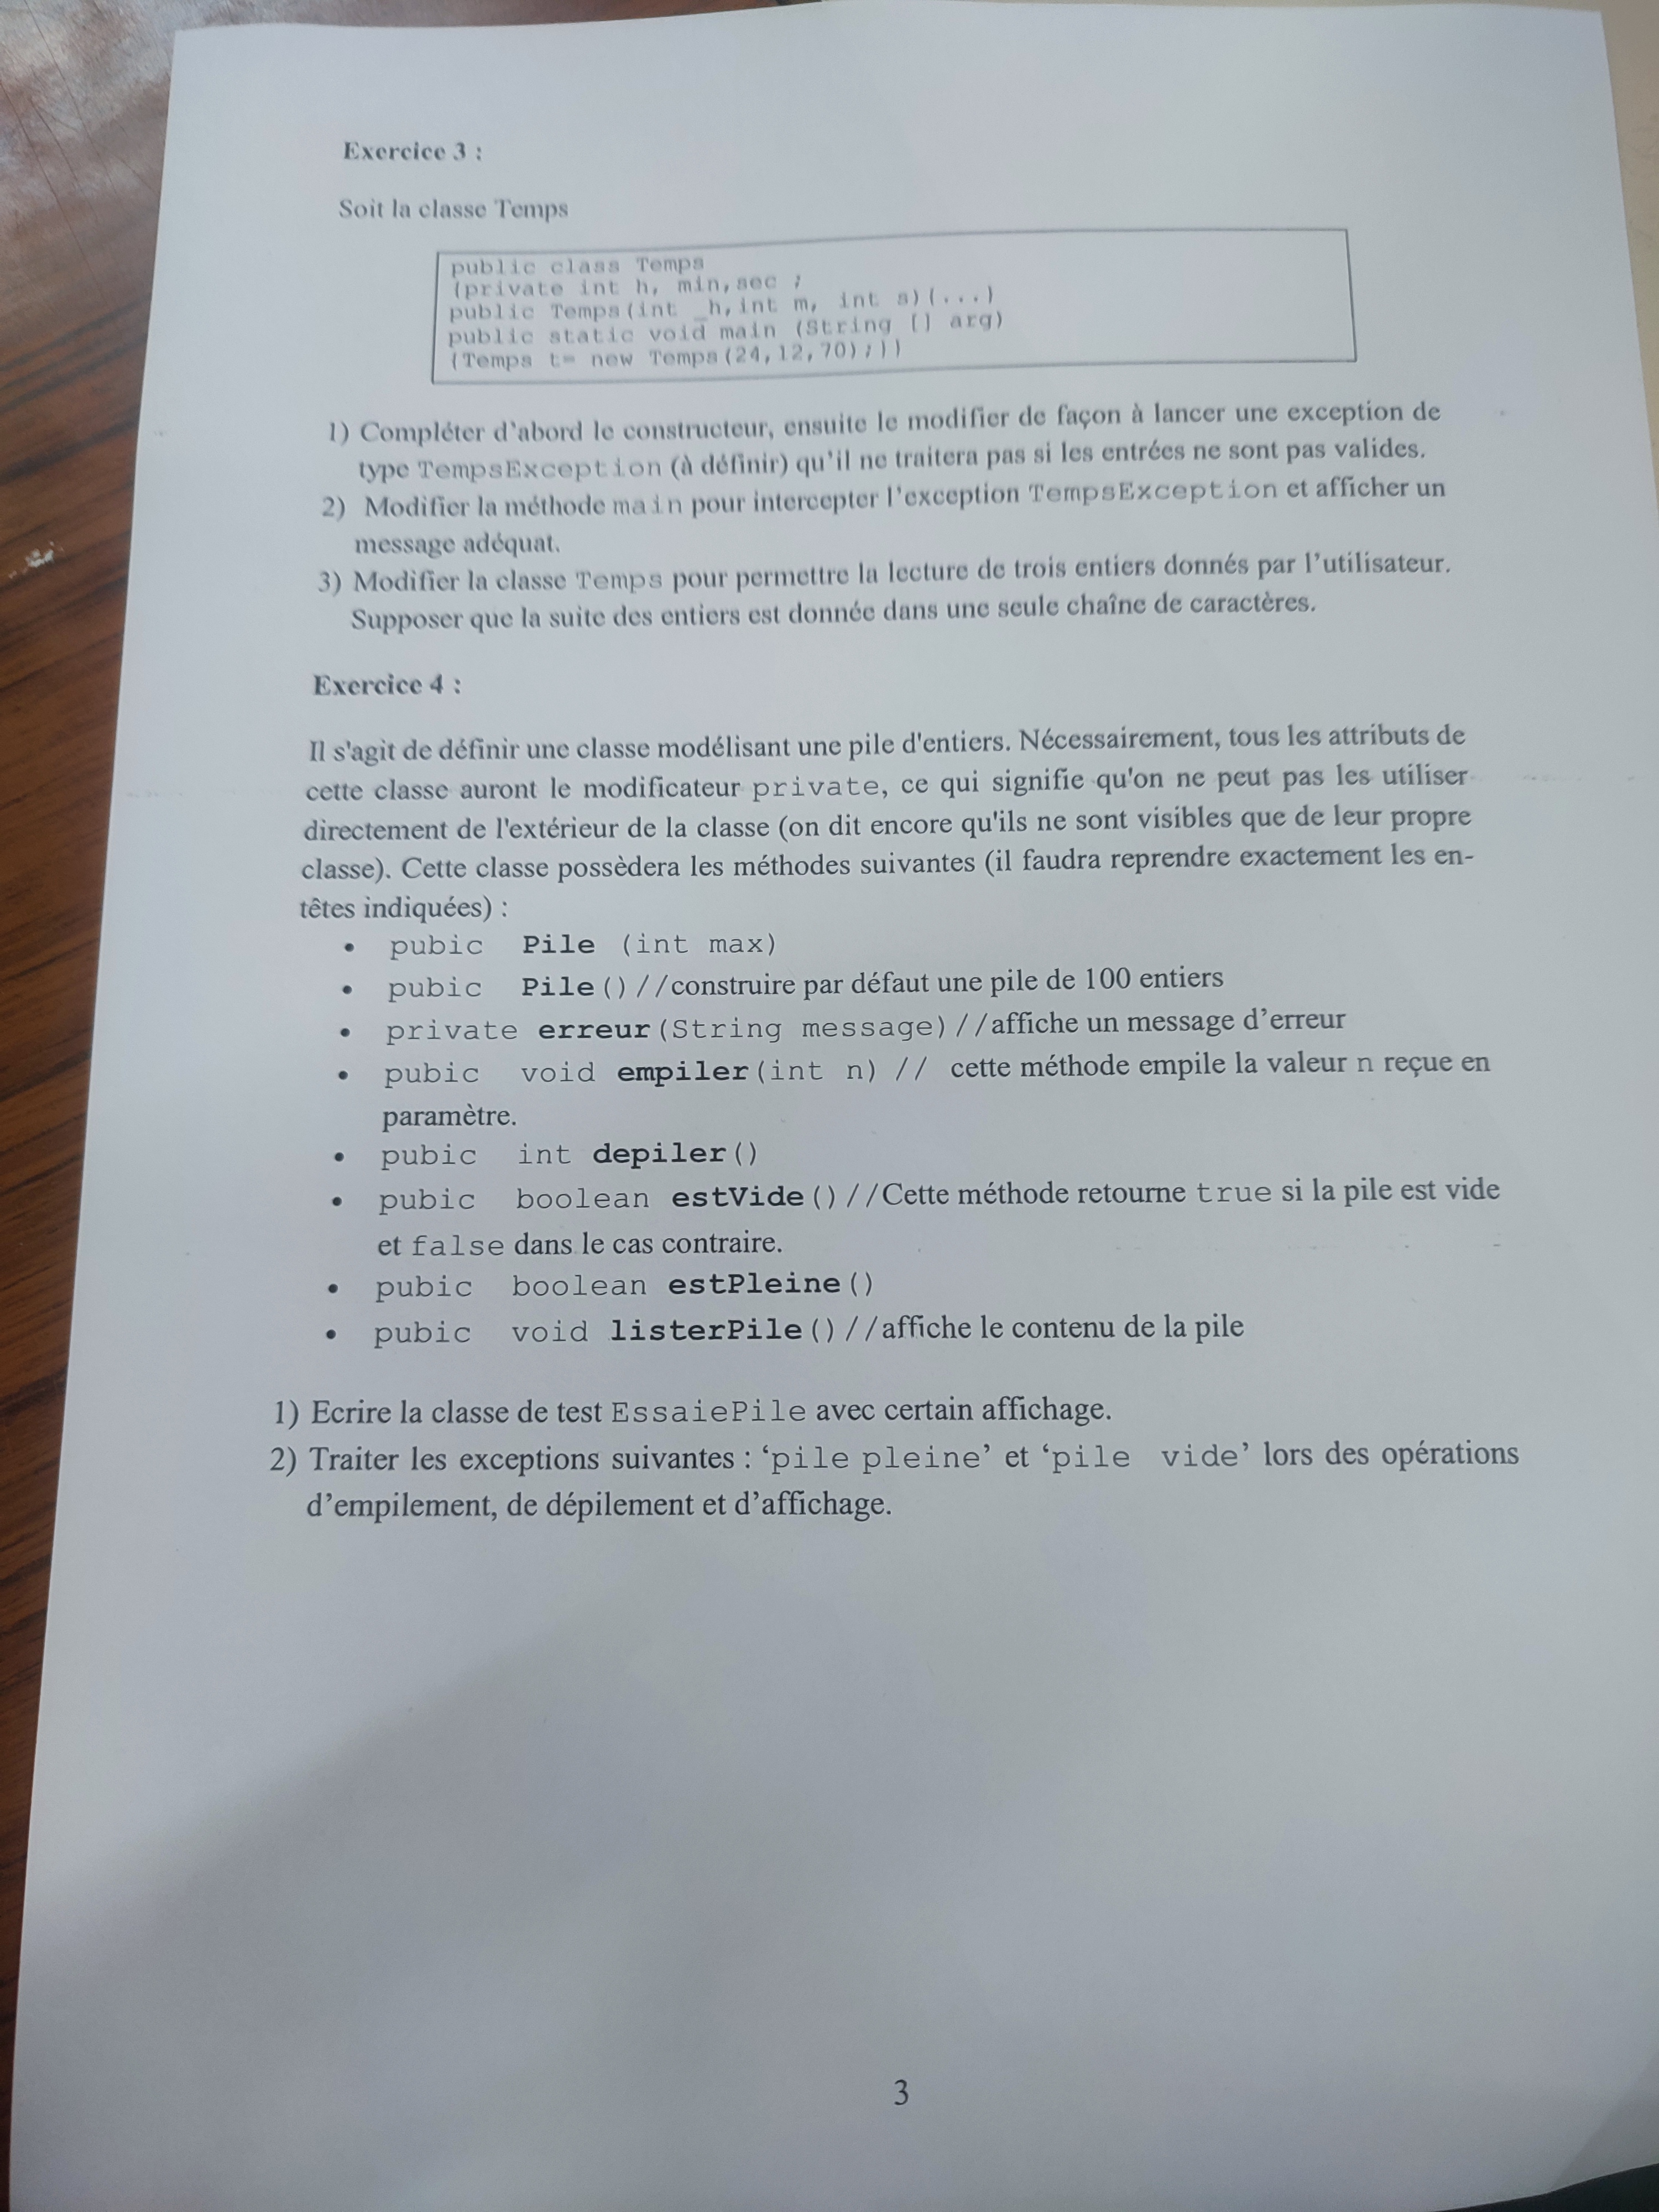 Exercice 3 :
Soit la classe Temps
public class Temps
{private int h, min,sec ;
public Temps(int _h,int m, int s){...}
public static void main (String [] arg)
{Temps t= new Temps(24,12,70);}}
1) Compléter d'abord le constructeur, ensuite le modifier de façon à lancer une exception de
type TempsException (à définir) qu'il ne traitera pas si les entrées ne sont pas valides.
2) Modifier la méthode main pour intercepter l'exception TempsException et afficher un
message adéquat.
3) Modifier la classe Temps pour permettre la lecture de trois entiers donnés par l'utilisateur.
Supposer que la suite des entiers est donnée dans une seule chaîne de caractères.
Exercice 4 :
Il s'agit de définir une classe modélisant une pile d'entiers. Nécessairement, tous les attributs de
cette classe auront le modificateur private, ce qui signifie qu'on ne peut pas les utiliser
directement de l'extérieur de la classe (on dit encore qu'ils ne sont visibles que de leur propre
classe). Cette classe possèdera les méthodes suivantes (il faudra reprendre exactement les en-
têtes indiquées) :
• pubic Pile (int max)
• pubic Pile()//construire par défaut une pile de 100 entiers
• private erreur(String message)//affiche un message d'erreur
• pubic void empiler(int n) // cette méthode empile la valeur n reçue en
paramètre.
• pubic int depiler()
• pubic boolean estVide()//Cette méthode retourne true si la pile est vide
et false dans le cas contraire.
• pubic boolean estPleine()
• pubic void listerPile()//affiche le contenu de la pile
1) Ecrire la classe de test EssaiePile avec certain affichage.
2) Traiter les exceptions suivantes : 'pile pleine' et 'pile vide' lors des opérations
d'empilement, de dépilement et d'affichage.
3